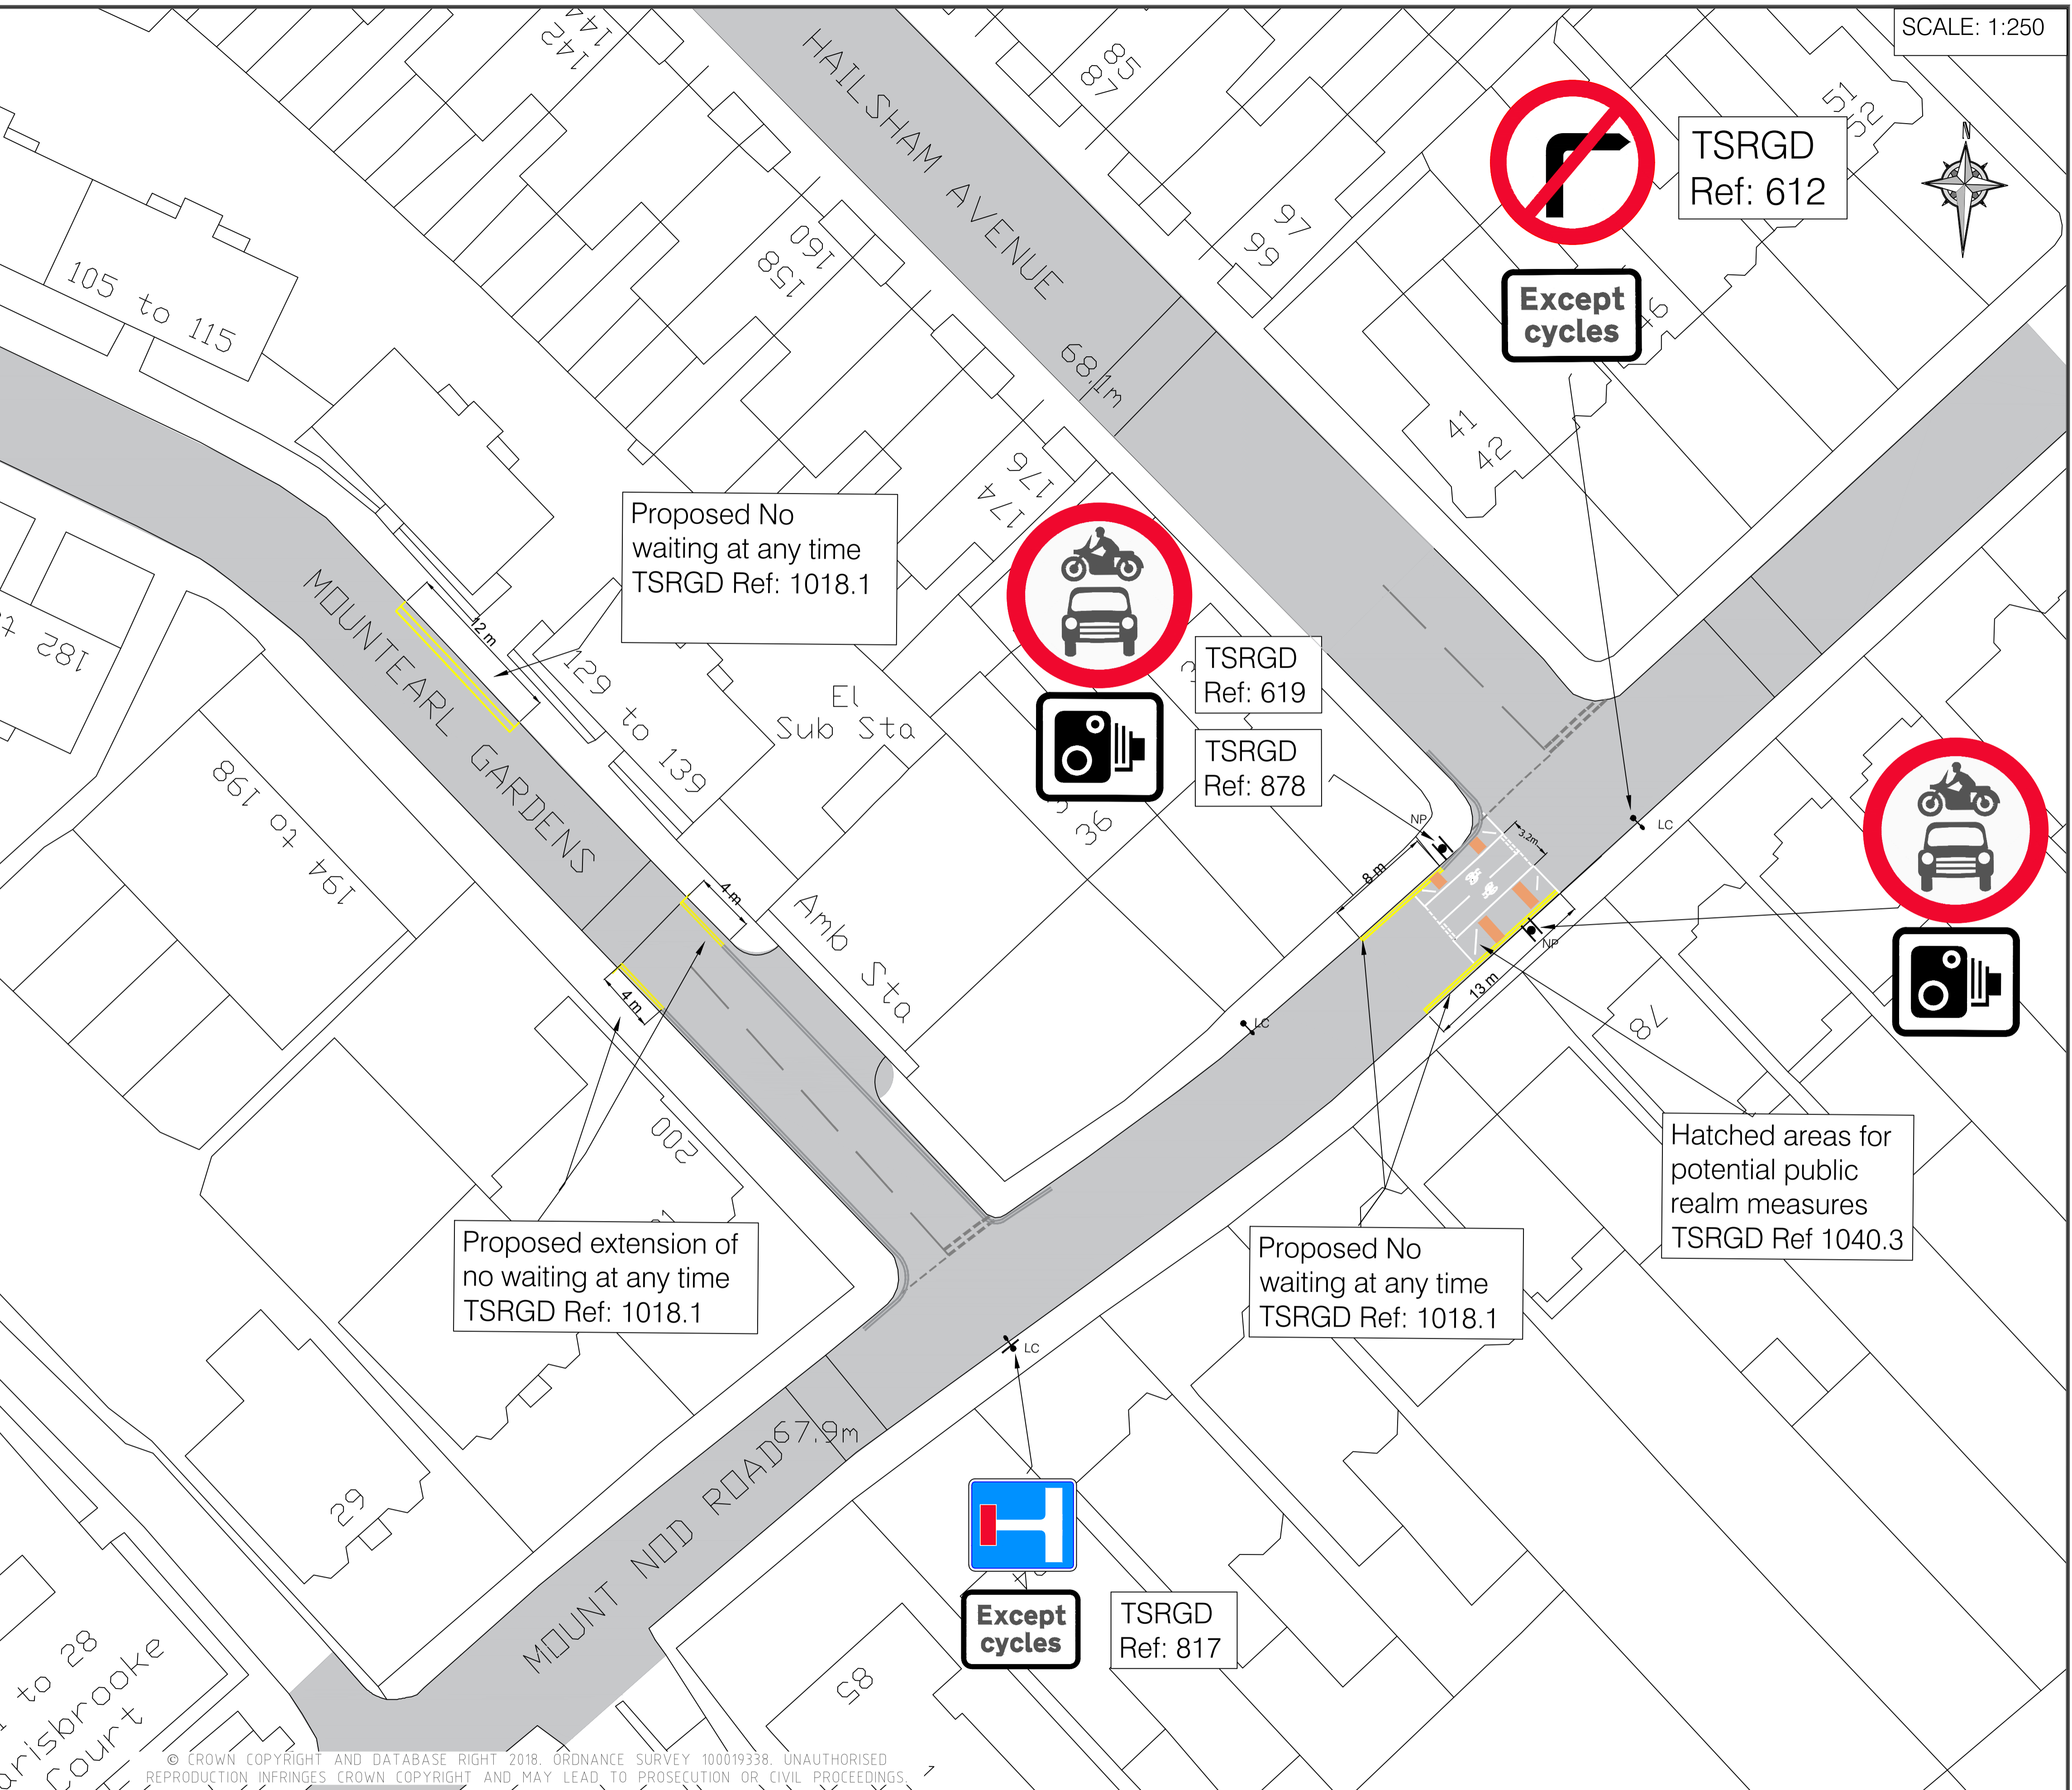 SCALE: 1:250
144
142
HAILSHAM AVENUE
85
87
51
52
TSRGD
Ref: 612
N
Except
cycles
97
99
160
158
105 to 115
68.1m
41
42
176
174
Proposed No
waiting at any time
TSRGD Ref: 1018.1
12 m
MOUNTEARL GARDENS
129 to 139
El
Sub Sta
TSRGD
Ref: 619
TSRGD
Ref: 878
36
NP
3.2m
LC
182
194 to 198
4 m
8 m
Amb Sta
NP
13 m
4 m
LC
78
200
Hatched areas for
potential public
realm measures
TSRGD Ref 1040.3
Proposed extension of
no waiting at any time
TSRGD Ref: 1018.1
Proposed No
waiting at any time
TSRGD Ref: 1018.1
LC
67.9m
MOUNT NOD ROAD
29
Except
cycles
TSRGD
Ref: 817
85
to 28
arisbrooke
Court
© CROWN COPYRIGHT AND DATABASE RIGHT 2018. ORDNANCE SURVEY 100019338. UNAUTHORISED
REPRODUCTION INFRINGES CROWN COPYRIGHT AND MAY LEAD TO PROSECUTION OR CIVIL PROCEEDINGS.